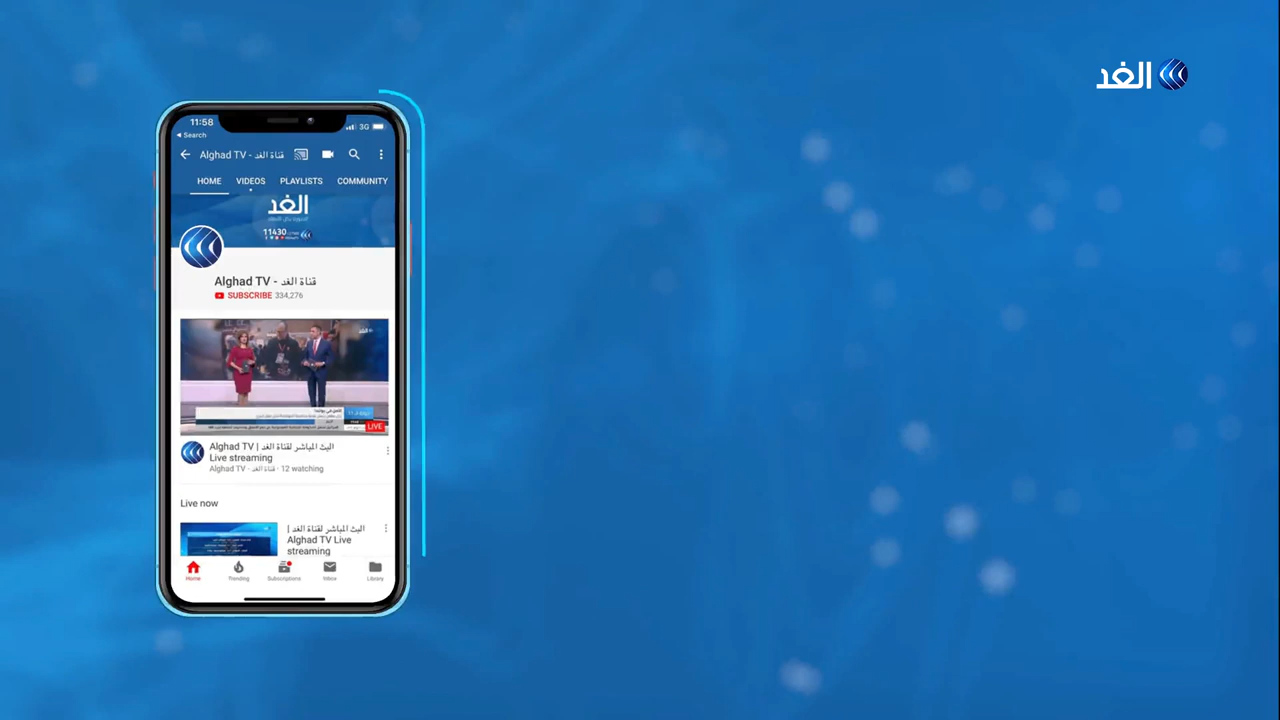 الغد
11:58
3G
Search
Alghad TV - قناة الغد
HOME VIDEOS PLAYLISTS COMMUNITY
الغد
11430
Alghad TV - قناة الغد
SUBSCRIBE 334,276
الغد
LIVE
Alghad TV | البث المباشر لقناة الغد
Live streaming
Alghad TV - قناة الغد · 12 watching
Live now
البث المباشر لقناة الغد |
Alghad TV Live
streaming
Home Trending Subscriptions Inbox Library